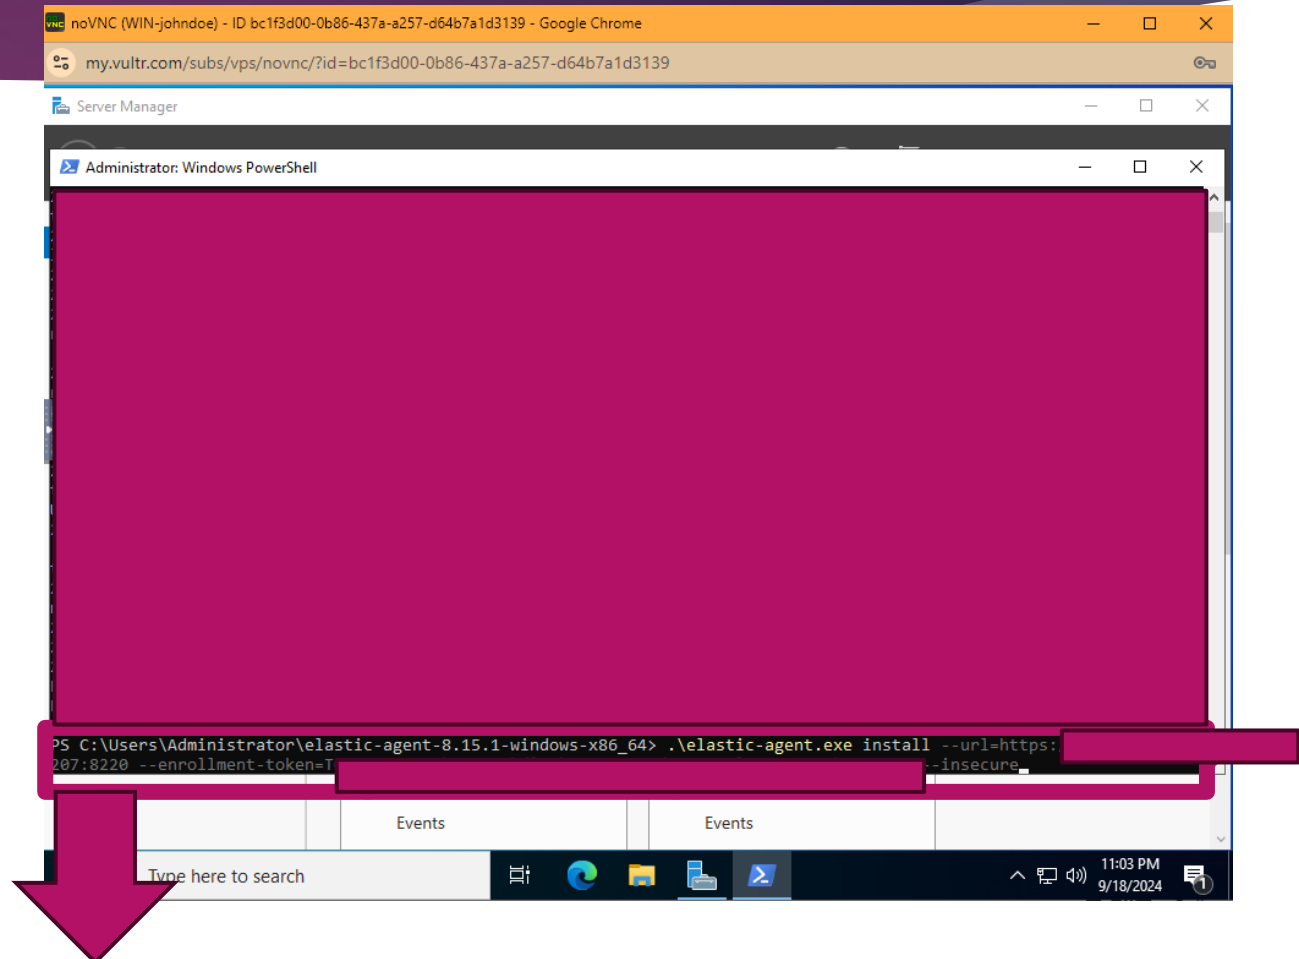 noVNC (WIN-johndoe) - ID bc1f3d00-0b86-437a-a257-d64b7a1d3139 - Google Chrome
my.vultr.com/subs/vps/novnc/?id=bc1f3d00-0b86-437a-a257-d64b7a1d3139
Server Manager
Administrator: Windows PowerShell
PS C:\Users\Administrator\elastic-agent-8.15.1-windows-x86_64> .\elastic-agent.exe install --url=https:
207:8220 --enrollment-token= --insecure_
Events Events
Type here to search
11:03 PM
9/18/2024
1